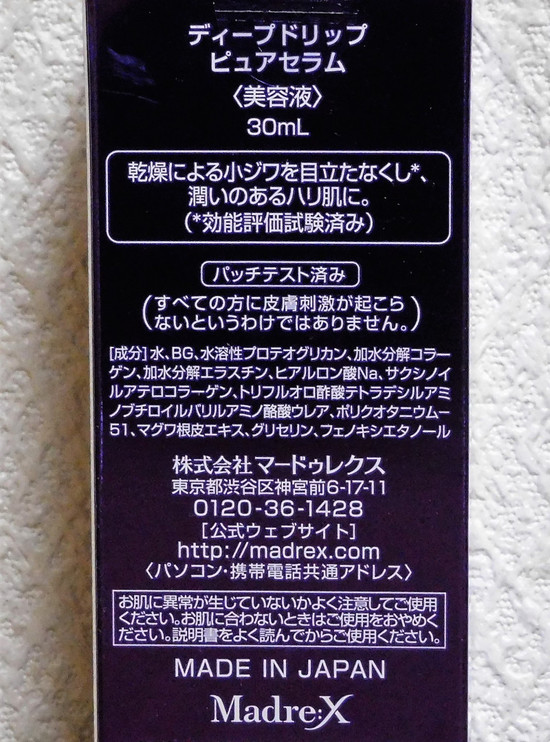 ディープドリップ
ピュアセラム
〈美容液〉
30mL
乾燥による小ジワを目立たなくし*、
潤いのあるハリ肌に。
(*効能評価試験済み)
パッチテスト済み
(すべての方に皮膚刺激が起こら
ないというわけではありません。)
[成分]水、BG、水溶性プロテオグリカン、加水分解コラー
ゲン、加水分解エラスチン、ヒアルロン酸Na、サクシノイ
ルアテロコラーゲン、トリフルオロ酢酸テトラデシルアミ
ノブチロイルバリルアミノ酪酸ウレア、ポリクオタニウムー
51、マグワ根皮エキス、グリセリン、フェノキシエタノール
株式会社マードゥレクス
東京都渋谷区神宮前6-17-11
0120-36-1428
[公式ウェブサイト]
http://madrex.com
〈パソコン・携帯電話共通アドレス〉
お肌に異常が生じていないかよく注意してご使用
ください。お肌に合わないときはご使用をおやめく
ださい。説明書をよく読んでからご使用ください。
MADE IN JAPAN
Madre:X